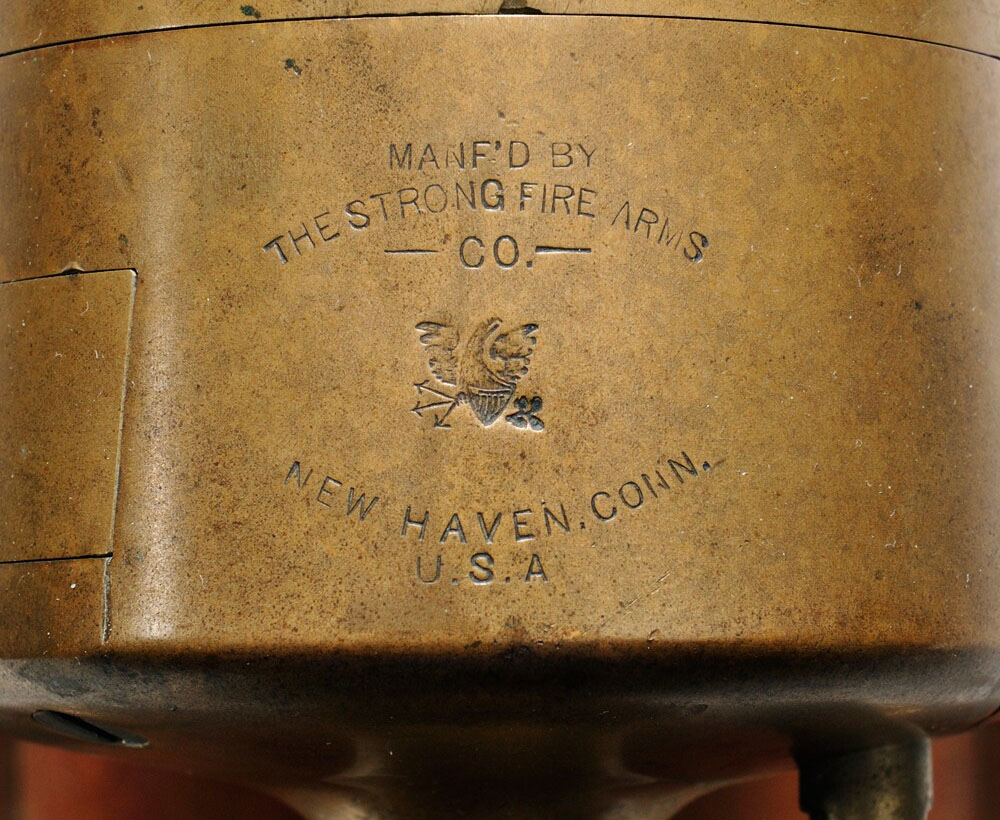 MANF'D BY
THE STRONG FIRE ARMS
— CO. —
NEW HAVEN, CONN.
U.S.A